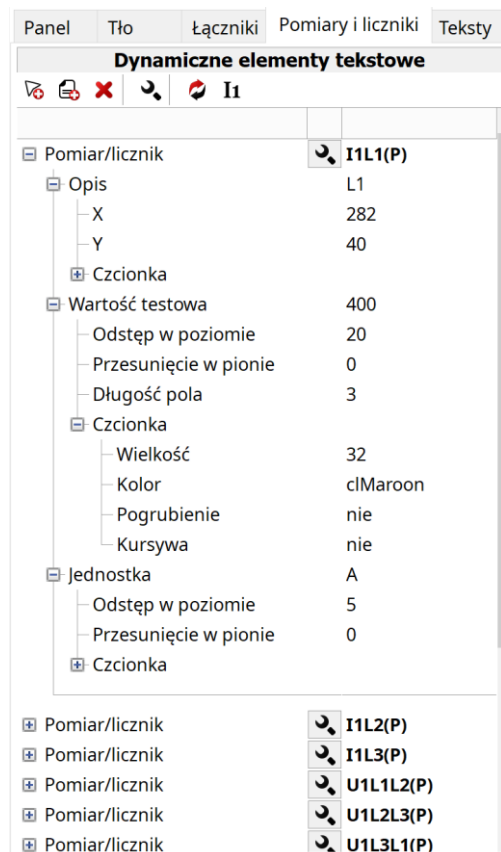 Panel Tło Łączniki Pomiary i liczniki Teksty
Dynamiczne elementy tekstowe
I1
Pomiar/licznik I1L1(P)
Opis L1
X 282
Y 40
Czcionka
Wartość testowa 400
Odstęp w poziomie 20
Przesunięcie w pionie 0
Długość pola 3
Czcionka
Wielkość 32
Kolor clMaroon
Pogrubienie nie
Kursywa nie
Jednostka A
Odstęp w poziomie 5
Przesunięcie w pionie 0
Czcionka
Pomiar/licznik I1L2(P)
Pomiar/licznik I1L3(P)
Pomiar/licznik U1L1L2(P)
Pomiar/licznik U1L2L3(P)
Pomiar/licznik U1L3L1(P)